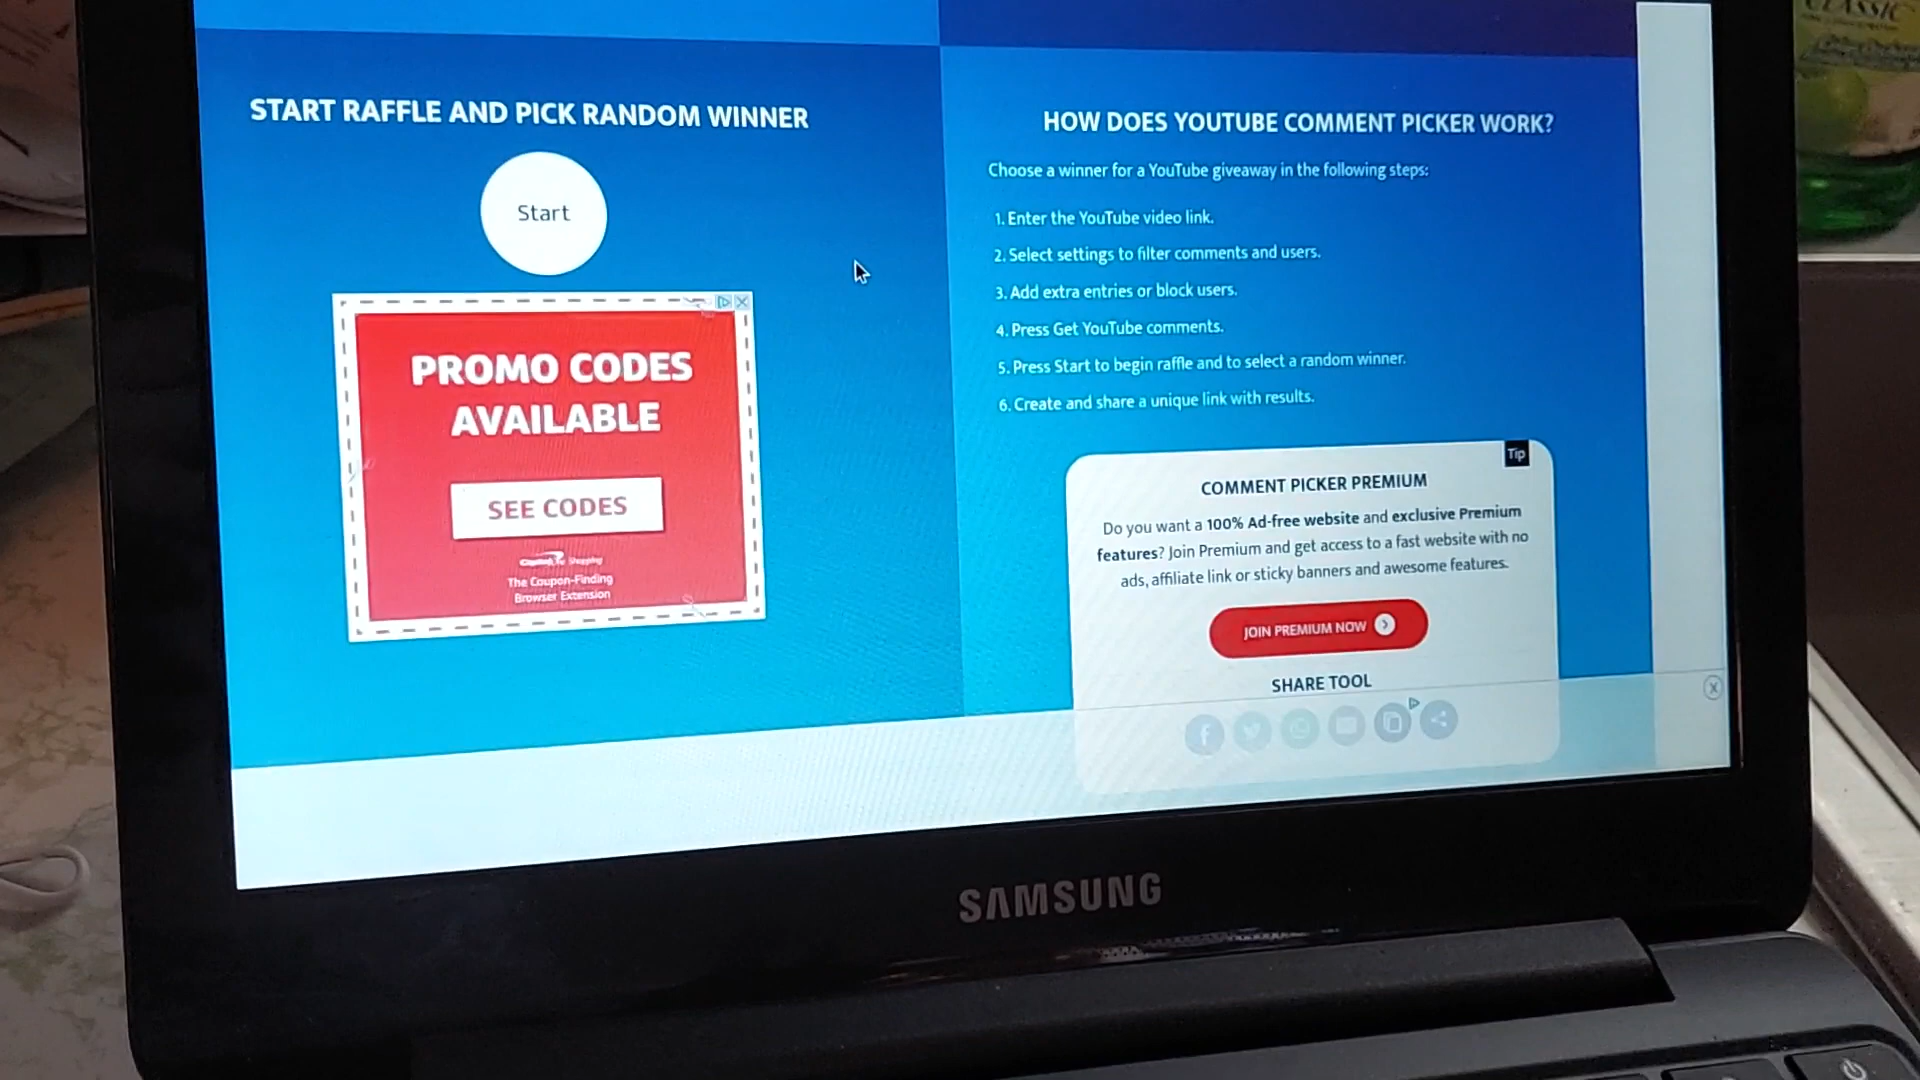 CLASSIC
START RAFFLE AND PICK RANDOM WINNER
Start
PROMO CODES
AVAILABLE
SEE CODES
Shopping
The Coupon-Finding
Browser Extension
HOW DOES YOUTUBE COMMENT PICKER WORK?
Choose a winner for a YouTube giveaway in the following steps:
1. Enter the YouTube video link.
2. Select settings to filter comments and users.
3. Add extra entries or block users.
4. Press Get YouTube comments.
5. Press Start to begin raffle and to select a random winner.
6. Create and share a unique link with results.
Tip
COMMENT PICKER PREMIUM
Do you want a 100% Ad-free website and exclusive Premium
features? Join Premium and get access to a fast website with no
ads, affiliate link or sticky banners and awesome features.
JOIN PREMIUM NOW
SHARE TOOL
SAMSUNG